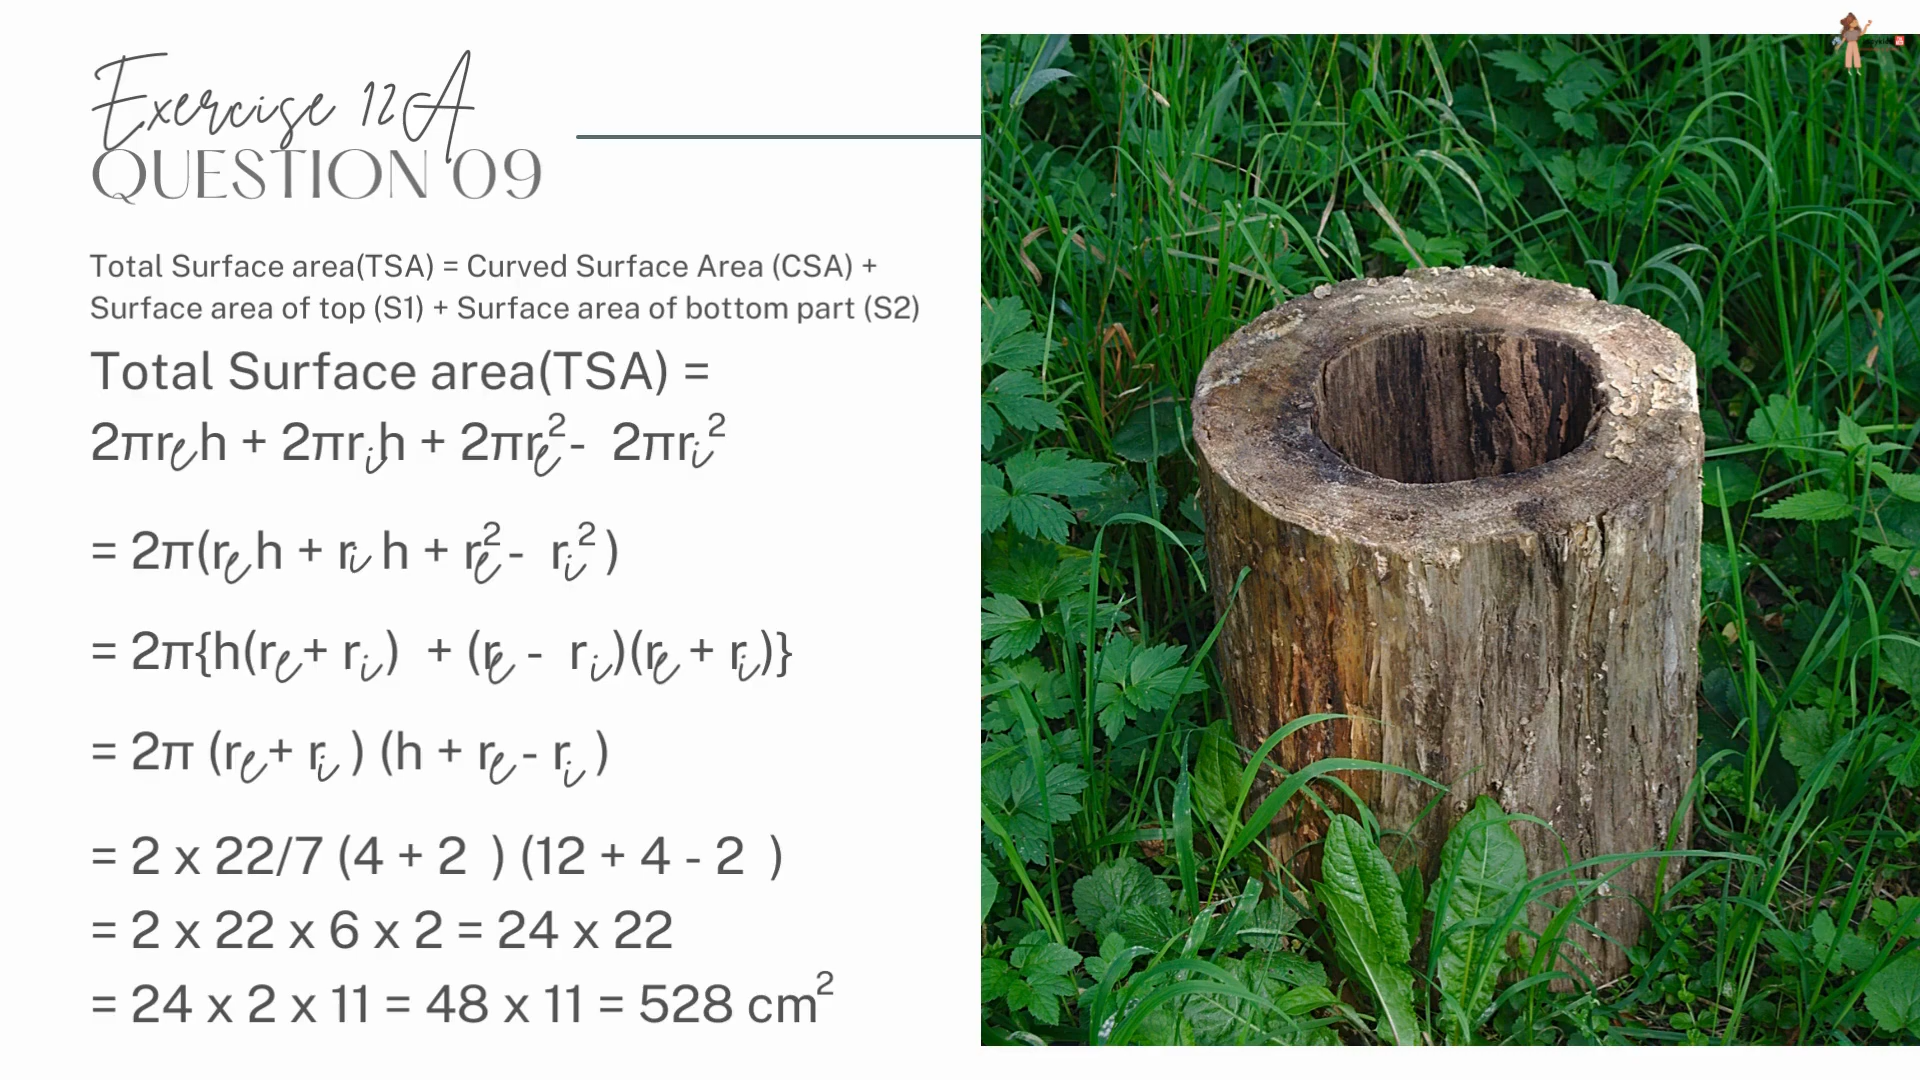 Exercise 12A
QUESTION 09
Total Surface area(TSA) = Curved Surface Area (CSA) +
Surface area of top (S1) + Surface area of bottom part (S2)
Total Surface area(TSA) =
2πrₑh + 2πrᵢh + 2πrₑ² - 2πrᵢ²
= 2π(rₑh + rᵢ h + rₑ² - rᵢ² )
= 2π{h(rₑ + rᵢ) + (rₑ - rᵢ)(rₑ + rᵢ)}
= 2π (rₑ + rᵢ ) (h + rₑ - rᵢ )
= 2 x 22/7 (4 + 2 ) (12 + 4 - 2 )
= 2 x 22 x 6 x 2 = 24 x 22
= 24 x 2 x 11 = 48 x 11 = 528 cm²